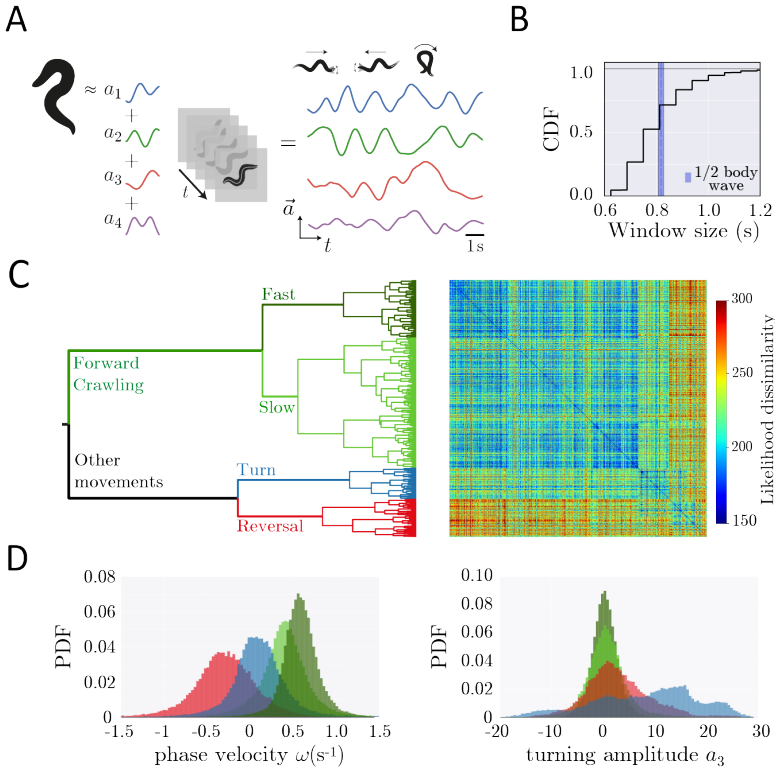 A
≈ a1
+
a2
+
a3
+
a4
t
=
a
t
1s
B
CDF
1.0
0.5
0.0
1/2 body
wave
0.6 0.8 1.0 1.2
Window size (s)
C
Fast
Forward
Crawling
Slow
Other
movements
Turn
Reversal
300
250
200
150
Likelihood dissimilarity
D
PDF
0.08
0.06
0.04
0.02
0
-1.5 -1 -0.5 0 0.5 1 1.5
phase velocity ω(s-1)
PDF
0.10
0.08
0.06
0.04
0.02
0
-20 -10 0 10 20 30
turning amplitude a3